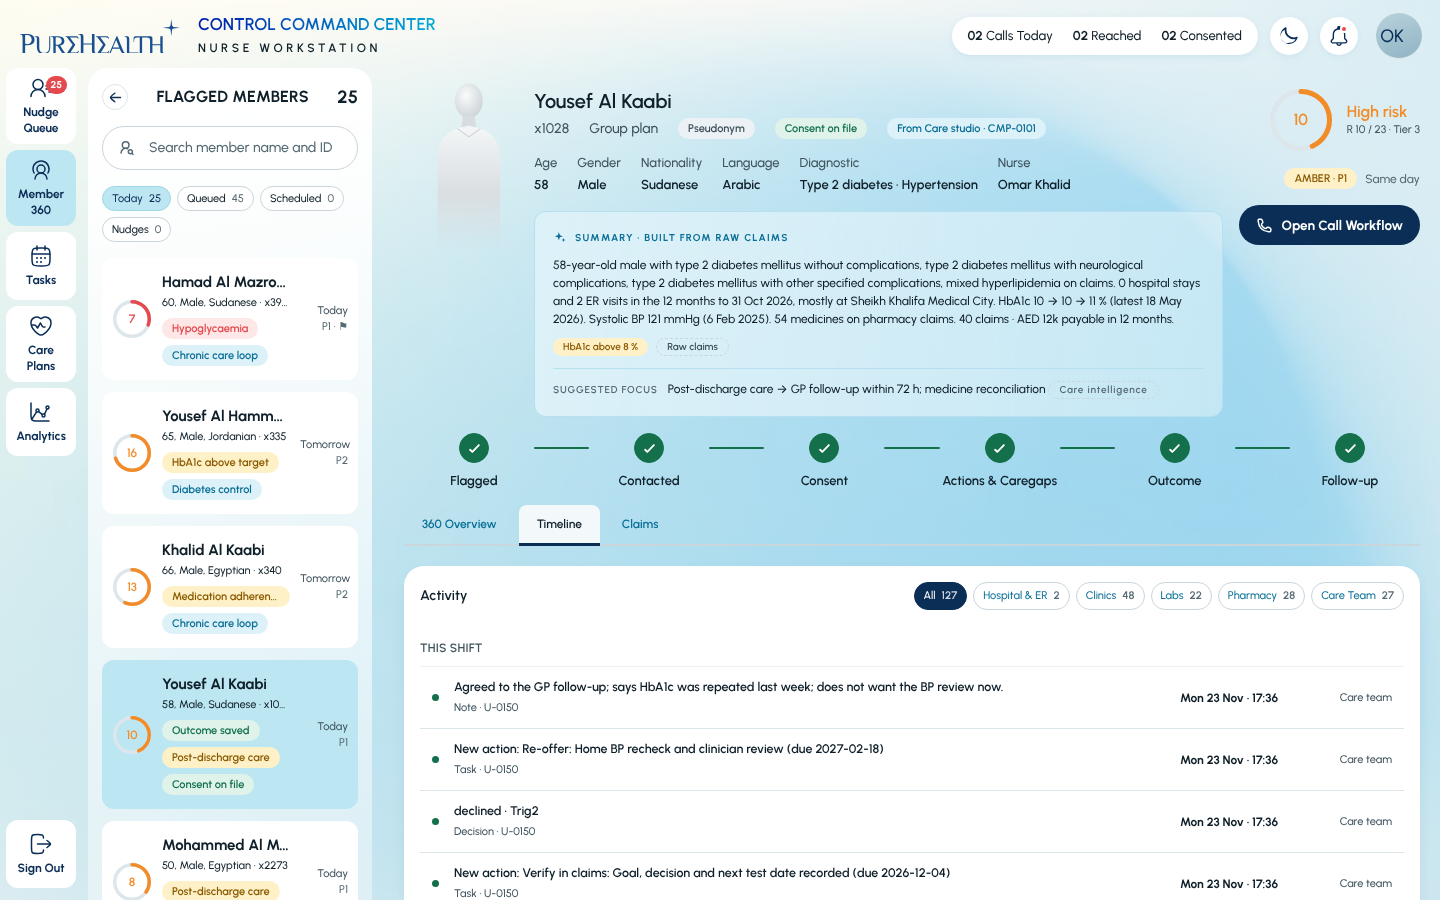 PUREHEALTH
CONTROL COMMAND CENTER
NURSE WORKSTATION
02 Calls Today 02 Reached 02 Consented
OK
25
Nudge
Queue
Member
360
Tasks
Care
Plans
Analytics
Sign Out
FLAGGED MEMBERS 25
Search member name and ID
Today 25 Queued 45 Scheduled 0
Nudges 0
Hamad Al Mazro...
60, Male, Sudanese · x39...
7
Hypoglycaemia
Chronic care loop
Today
P1 · ⚑
Yousef Al Hamm...
65, Male, Jordanian · x335
16
HbA1c above target
Diabetes control
Tomorrow
P2
Khalid Al Kaabi
66, Male, Egyptian · x340
13
Medication adheren...
Chronic care loop
Tomorrow
P2
Yousef Al Kaabi
58, Male, Sudanese · x10...
10
Outcome saved
Post-discharge care
Consent on file
Today
P1
Mohammed Al M...
50, Male, Egyptian · x2273
8
Post-discharge care
Today
P1
Yousef Al Kaabi
x1028 Group plan Pseudonym Consent on file From Care studio · CMP-0101
Age Gender Nationality Language Diagnostic Nurse
58 Male Sudanese Arabic Type 2 diabetes · Hypertension Omar Khalid
10
High risk
R 10 / 23 · Tier 3
AMBER · P1 Same day
Open Call Workflow
SUMMARY · BUILT FROM RAW CLAIMS
58-year-old male with type 2 diabetes mellitus without complications, type 2 diabetes mellitus with neurological
complications, type 2 diabetes mellitus with other specified complications, mixed hyperlipidemia on claims. 0 hospital stays
and 2 ER visits in the 12 months to 31 Oct 2026, mostly at Sheikh Khalifa Medical City. HbA1c 10 → 10 → 11 % (latest 18 May
2026). Systolic BP 121 mmHg (6 Feb 2025). 54 medicines on pharmacy claims. 40 claims · AED 12k payable in 12 months.
HbA1c above 8 % Raw claims
SUGGESTED FOCUS Post-discharge care → GP follow-up within 72 h; medicine reconciliation Care intelligence
Flagged Contacted Consent Actions & Caregaps Outcome Follow-up
360 Overview Timeline Claims
Activity
All 127 Hospital & ER 2 Clinics 48 Labs 22 Pharmacy 28 Care Team 27
THIS SHIFT
Agreed to the GP follow-up; says HbA1c was repeated last week; does not want the BP review now.
Note · U-0150
Mon 23 Nov · 17:36 Care team
New action: Re-offer: Home BP recheck and clinician review (due 2027-02-18)
Task · U-0150
Mon 23 Nov · 17:36 Care team
declined · Trig2
Decision · U-0150
Mon 23 Nov · 17:36 Care team
New action: Verify in claims: Goal, decision and next test date recorded (due 2026-12-04)
Task · U-0150
Mon 23 Nov · 17:36 Care team